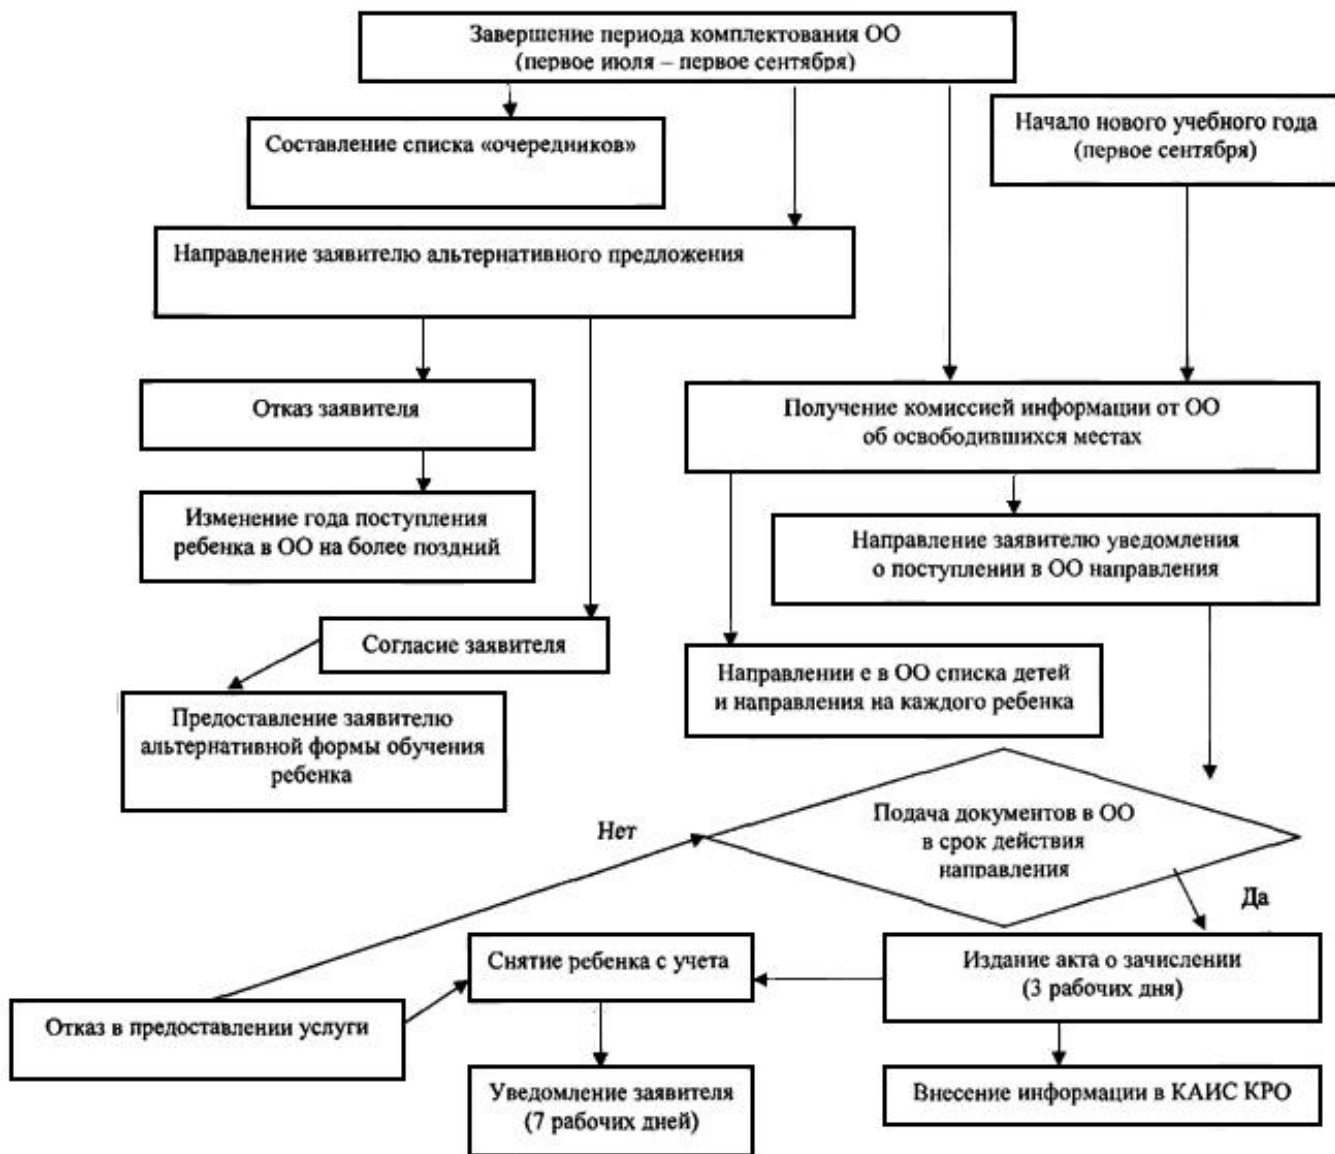 Завершение периода комплектования ОО
(первое июля – первое сентября)
Начало нового учебного года
(первое сентября)
Составление списка «очередников»
Направление заявителю альтернативного предложения
Отказ заявителя
Получение комиссией информации от ОО
об освободившихся местах
Изменение года поступления
ребенка в ОО на более поздний
Направление заявителю уведомления
о поступлении в ОО направления
Согласие заявителя
Направлении е в ОО списка детей
и направления на каждого ребенка
Предоставление заявителю
альтернативной формы обучения
ребенка
Нет
Подача документов в ОО
в срок действия
направления
Да
Снятие ребенка с учета
Издание акта о зачислении
(3 рабочих дня)
Отказ в предоставлении услуги
Уведомление заявителя
(7 рабочих дней)
Внесение информации в КАИС КРО